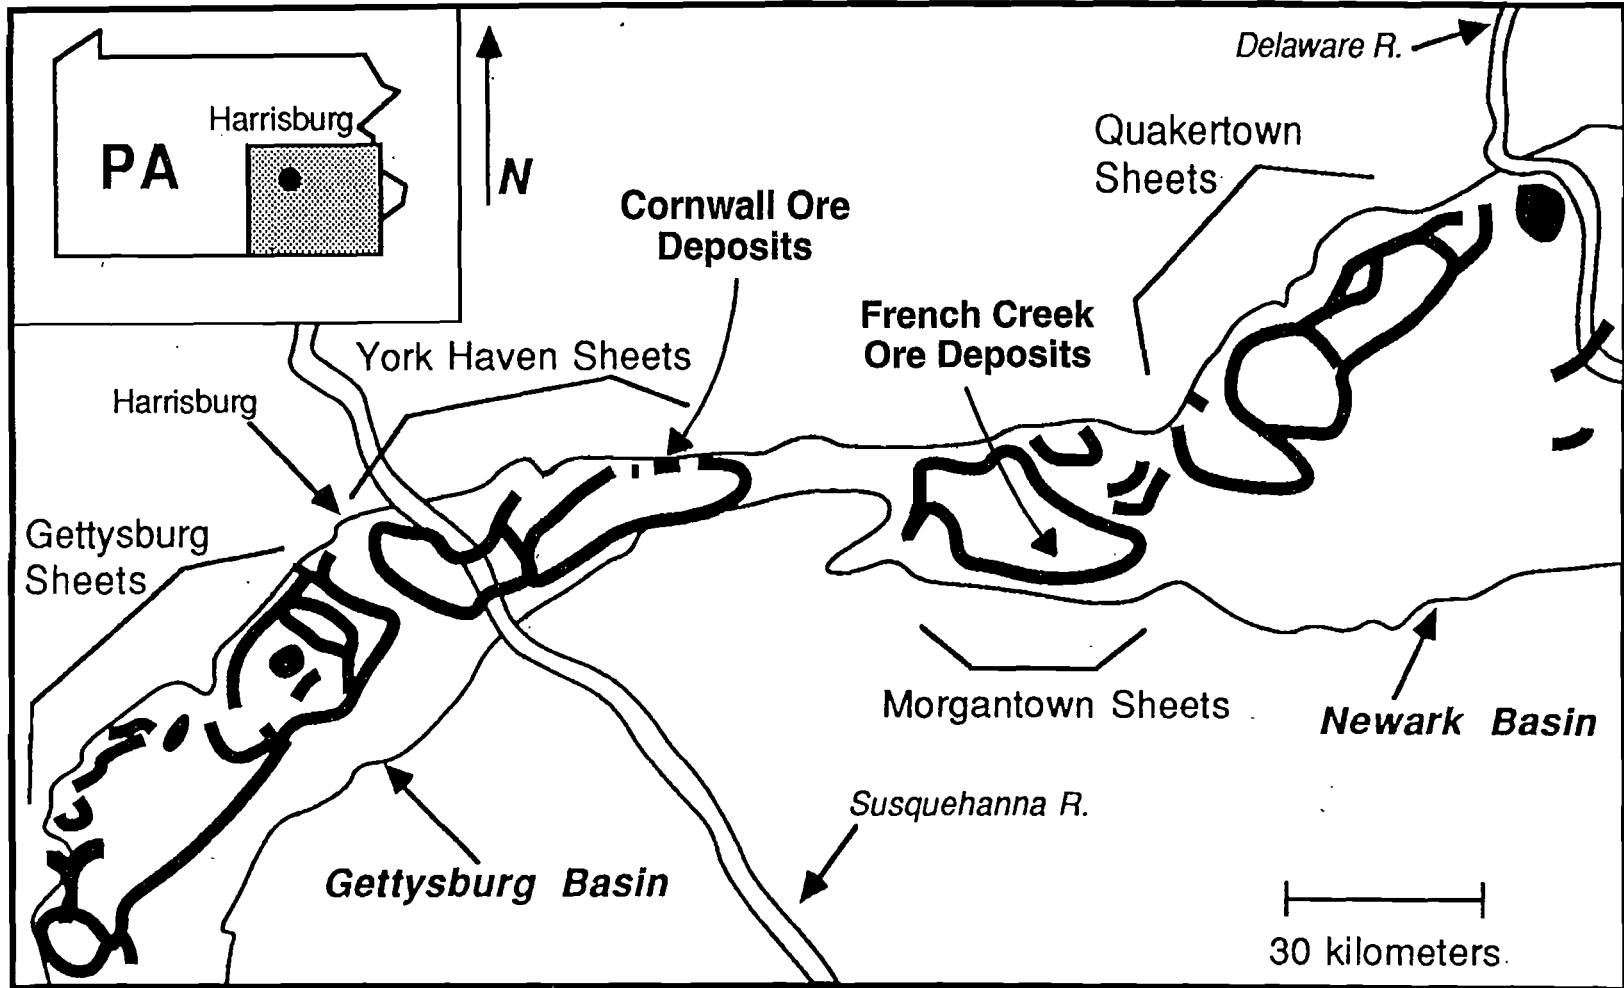 Delaware R.
Harrisburg
PA
N
Quakertown
Sheets
Cornwall Ore
Deposits
French Creek
Ore Deposits
York Haven Sheets
Harrisburg
Gettysburg
Sheets
Morgantown Sheets
Newark Basin
Susquehanna R.
Gettysburg Basin
30 kilometers